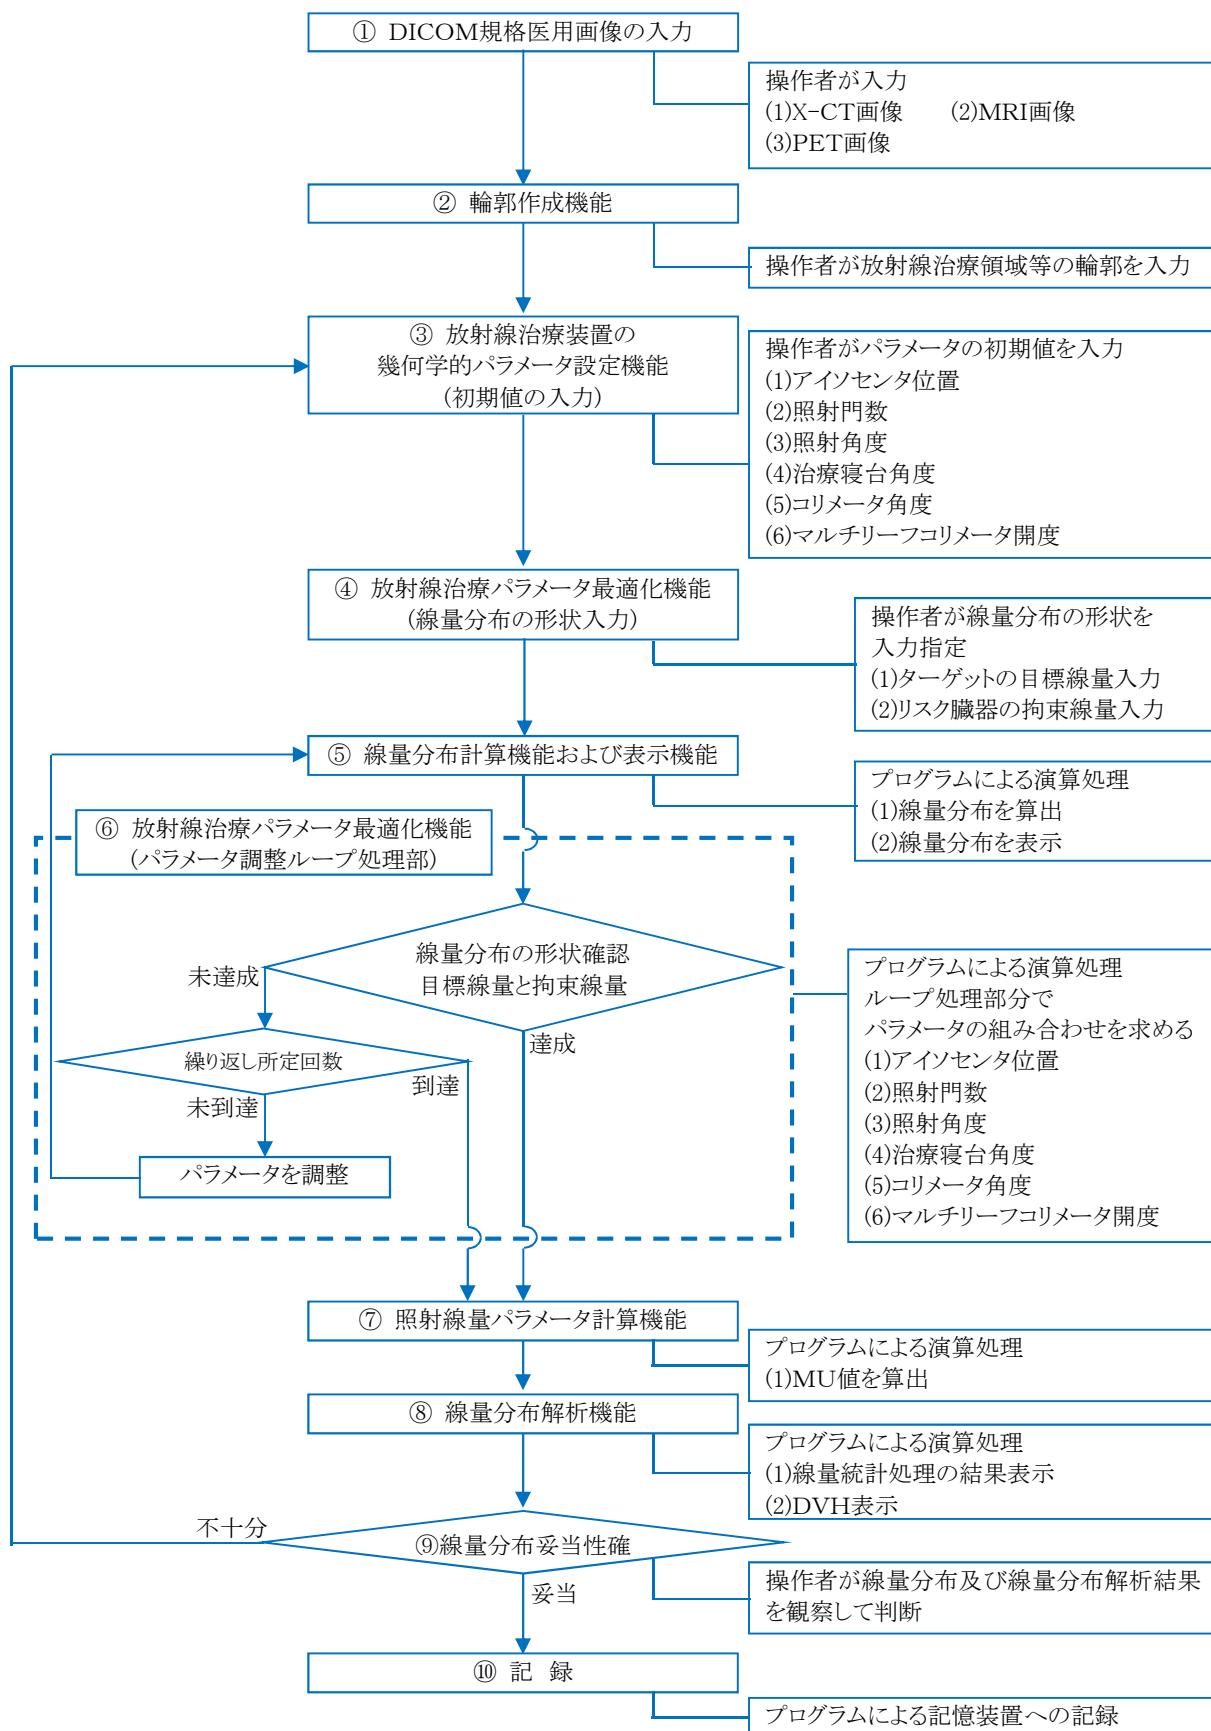 ① DICOM規格医用画像の入力
操作者が入力
(1)X-CT画像 (2)MRI画像
(3)PET画像
② 輪郭作成機能
操作者が放射線治療領域等の輪郭を入力
③ 放射線治療装置の
幾何学的パラメータ設定機能
(初期値の入力)
操作者がパラメータの初期値を入力
(1)アイソセンタ位置
(2)照射門数
(3)照射角度
(4)治療寝台角度
(5)コリメータ角度
(6)マルチリーフコリメータ開度
④ 放射線治療パラメータ最適化機能
(線量分布の形状入力)
操作者が線量分布の形状を
入力指定
(1)ターゲットの目標線量入力
(2)リスク臓器の拘束線量入力
⑤ 線量分布計算機能および表示機能
プログラムによる演算処理
(1)線量分布を算出
(2)線量分布を表示
⑥ 放射線治療パラメータ最適化機能
(パラメータ調整ループ処理部)
線量分布の形状確認
目標線量と拘束線量
未達成
達成
繰り返し所定回数
到達
未到達
パラメータを調整
プログラムによる演算処理
ループ処理部分で
パラメータの組み合わせを求める
(1)アイソセンタ位置
(2)照射門数
(3)照射角度
(4)治療寝台角度
(5)コリメータ角度
(6)マルチリーフコリメータ開度
⑦ 照射線量パラメータ計算機能
プログラムによる演算処理
(1)MU値を算出
⑧ 線量分布解析機能
プログラムによる演算処理
(1)線量統計処理の結果表示
(2)DVH表示
不十分
⑨線量分布妥当性確
妥当
操作者が線量分布及び線量分布解析結果
を観察して判断
⑩ 記 録
プログラムによる記憶装置への記録